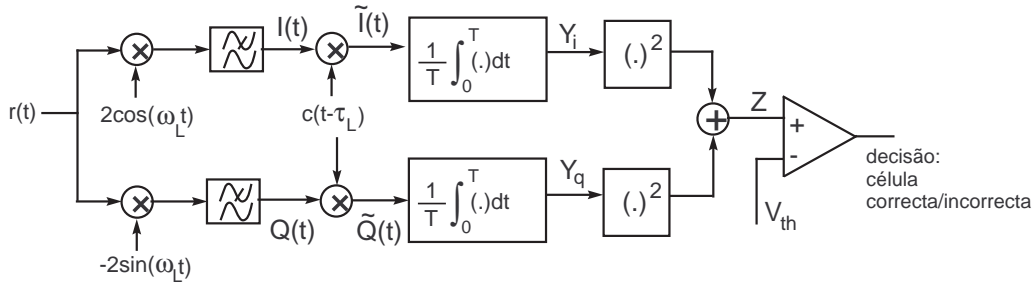 r(t)
2cos(ω_L t)
I(t)
c(t-τ_L)
Ĩ(t)
1/T ∫_0^T (.)dt
Y_i
(.)²
-2sin(ω_L t)
Q(t)
Q̃(t)
1/T ∫_0^T (.)dt
Y_q
(.)²
Z
+
-
V_th
decisão:
célula
correcta/incorrecta